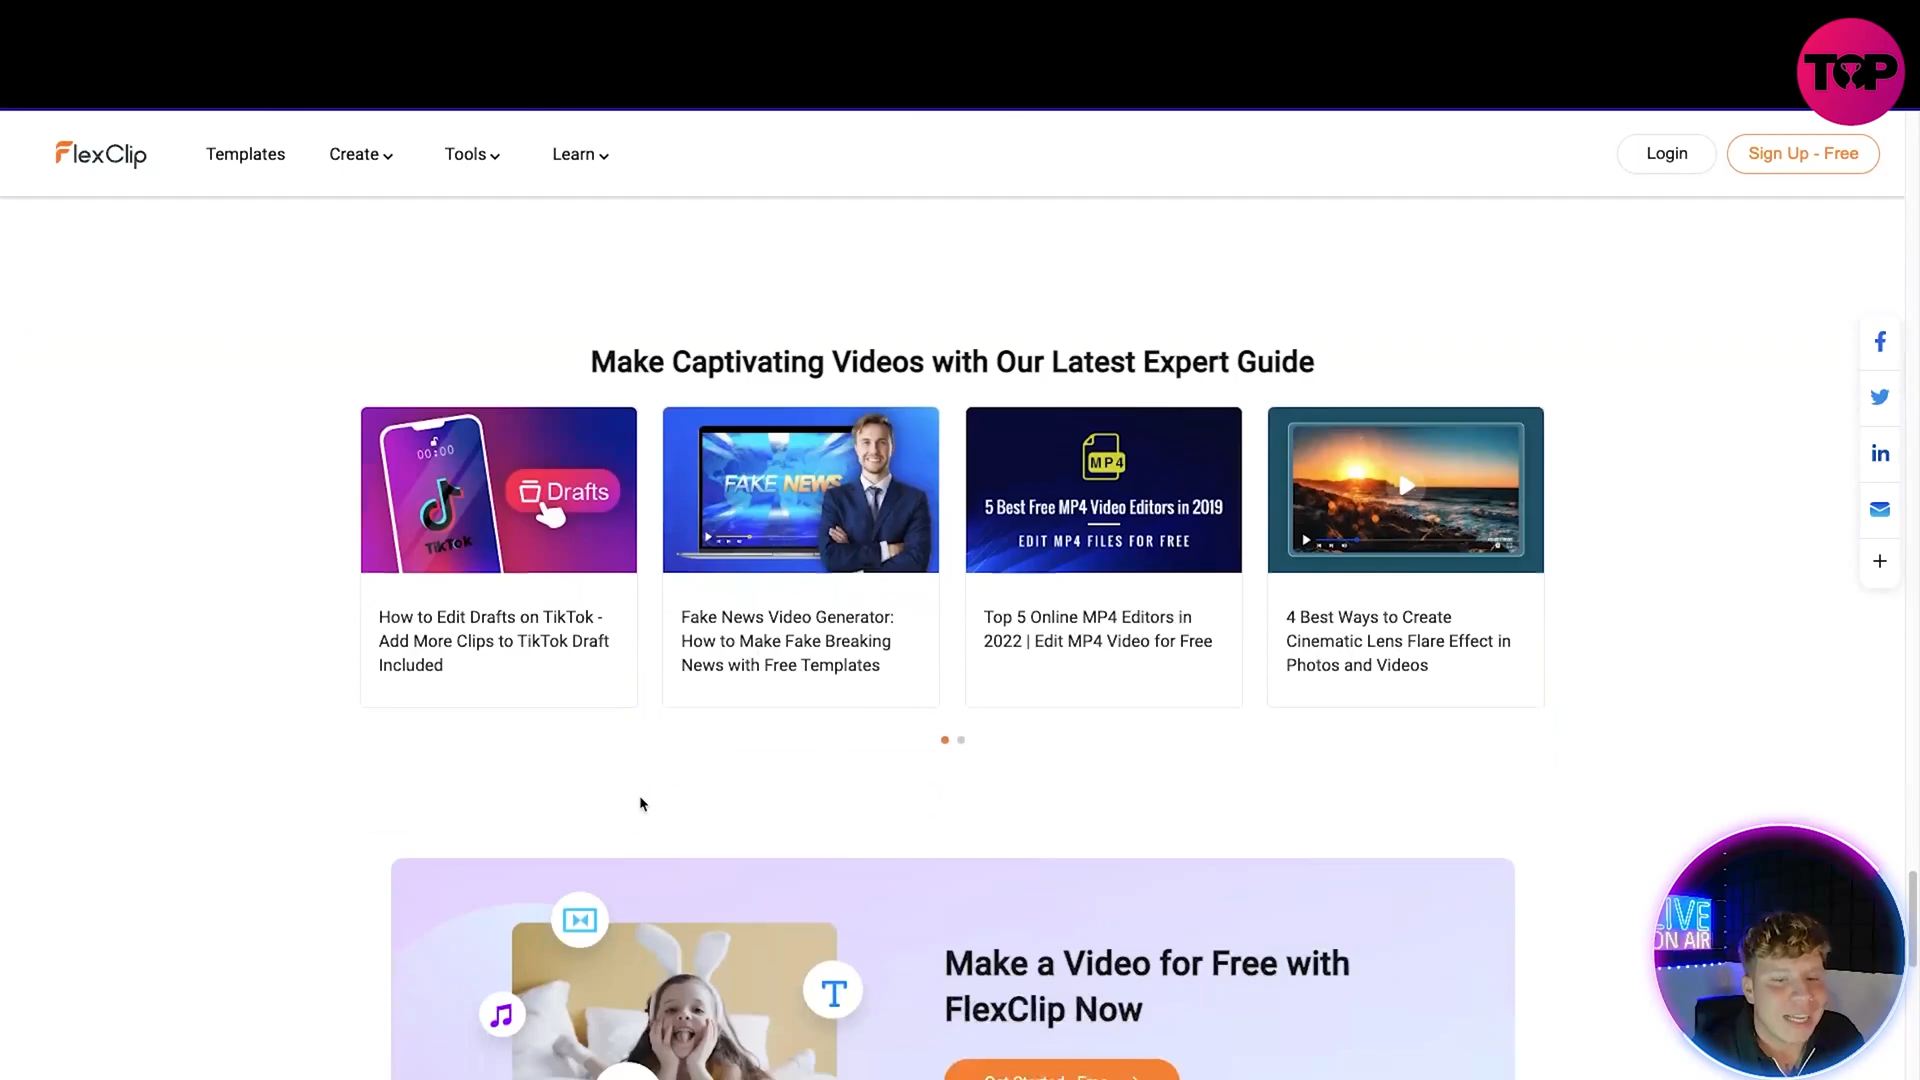 TOP
FlexClip
Templates
Create
Tools
Learn
Login
Sign Up - Free
Make Captivating Videos with Our Latest Expert Guide
00:00
TikTok
Drafts
FAKE NEWS
MP4
5 Best Free MP4 Video Editors in 2019
EDIT MP4 FILES FOR FREE
How to Edit Drafts on TikTok -
Add More Clips to TikTok Draft
Included
Fake News Video Generator:
How to Make Fake Breaking
News with Free Templates
Top 5 Online MP4 Editors in
2022 | Edit MP4 Video for Free
4 Best Ways to Create
Cinematic Lens Flare Effect in
Photos and Videos
T
Make a Video for Free with
FlexClip Now
Get Started - Free
LIVE
ON AIR